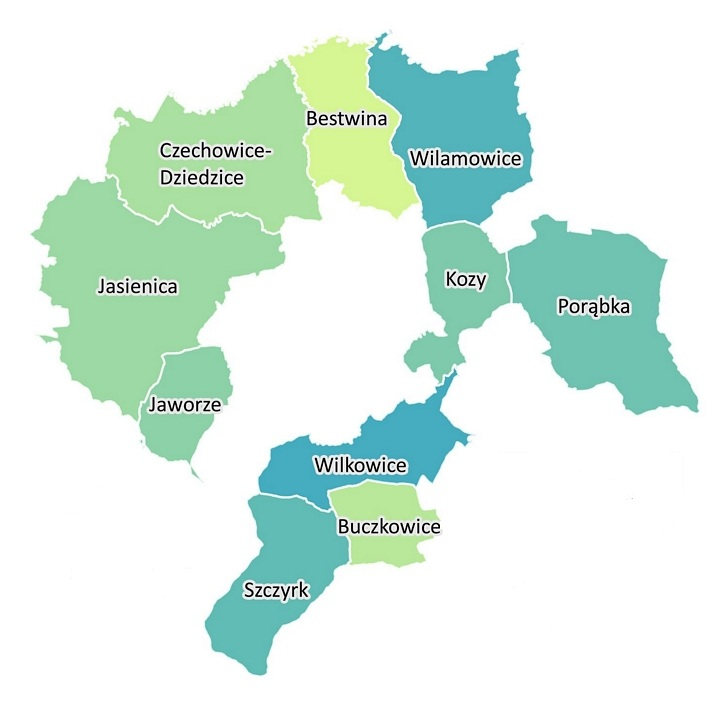 Bestwina
Czechowice-
Dziedzice
Wilamowice
Jasienica
Kozy
Porąbka
Jaworze
Wilkowice
Buczkowice
Szczyrk